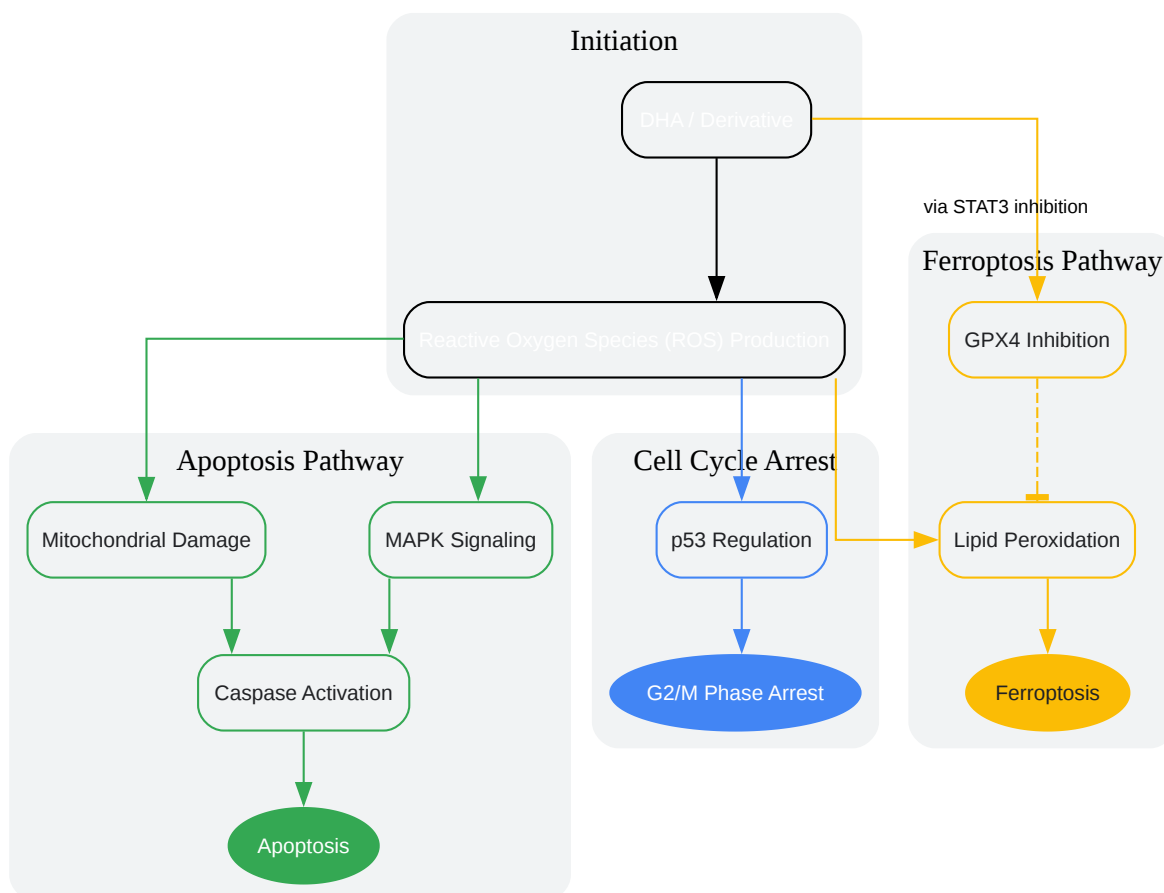 Initiation
DHA / Derivative
via STAT3 inhibition
Ferroptosis Pathway
Reactive Oxygen Species (ROS) Production
GPX4 Inhibition
Apoptosis Pathway
Cell Cycle Arrest
Mitochondrial Damage
MAPK Signaling
p53 Regulation
Lipid Peroxidation
Caspase Activation
G2/M Phase Arrest
Ferroptosis
Apoptosis